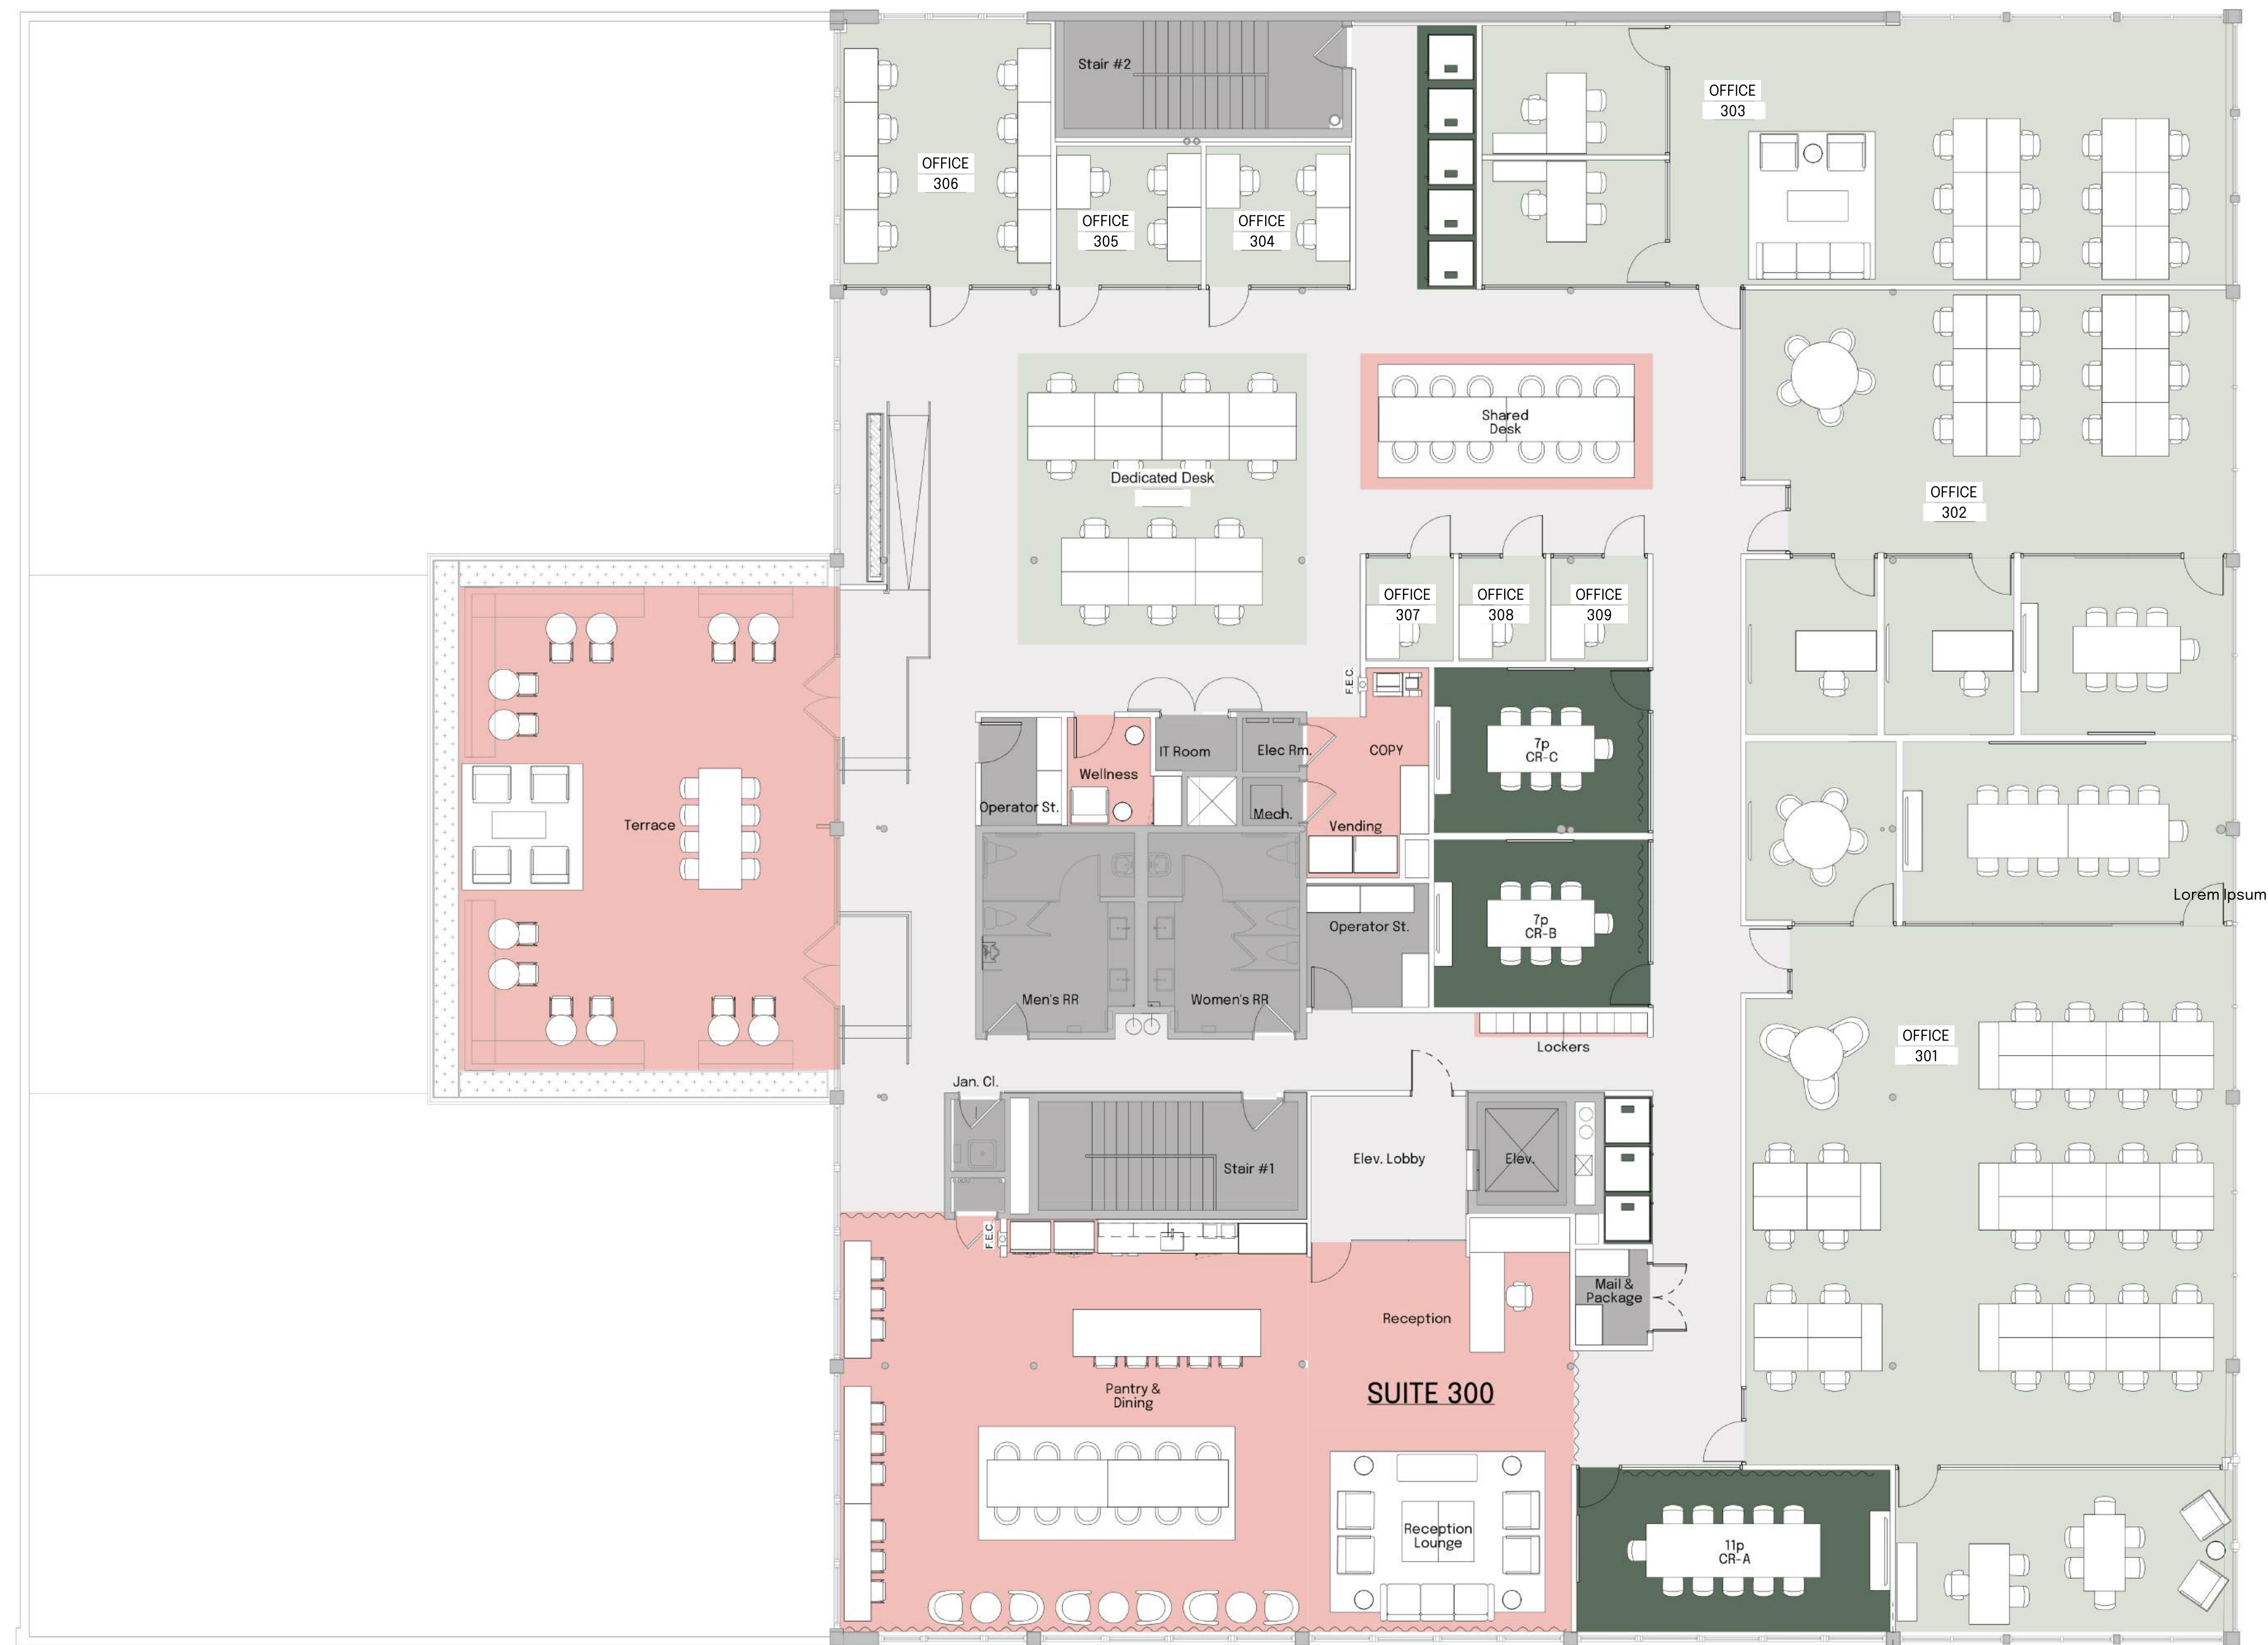 Stair #2
OFFICE
303
OFFICE
306
OFFICE
305
OFFICE
304
Shared
Desk
Dedicated Desk
OFFICE
302
OFFICE
307
OFFICE
308
OFFICE
309
F.E.C.
IT Room
Elec Rm.
COPY
7p
CR-C
Wellness
Operator St.
Mech.
Vending
Terrace
Lorem Ipsum
7p
CR-B
Operator St.
Men's RR
Women's RR
Lockers
OFFICE
301
Jan. Cl.
Stair #1
Elev. Lobby
Elev.
F.E.C.
Mail &
Package
Reception
Pantry &
Dining
SUITE 300
Reception
Lounge
11p
CR-A